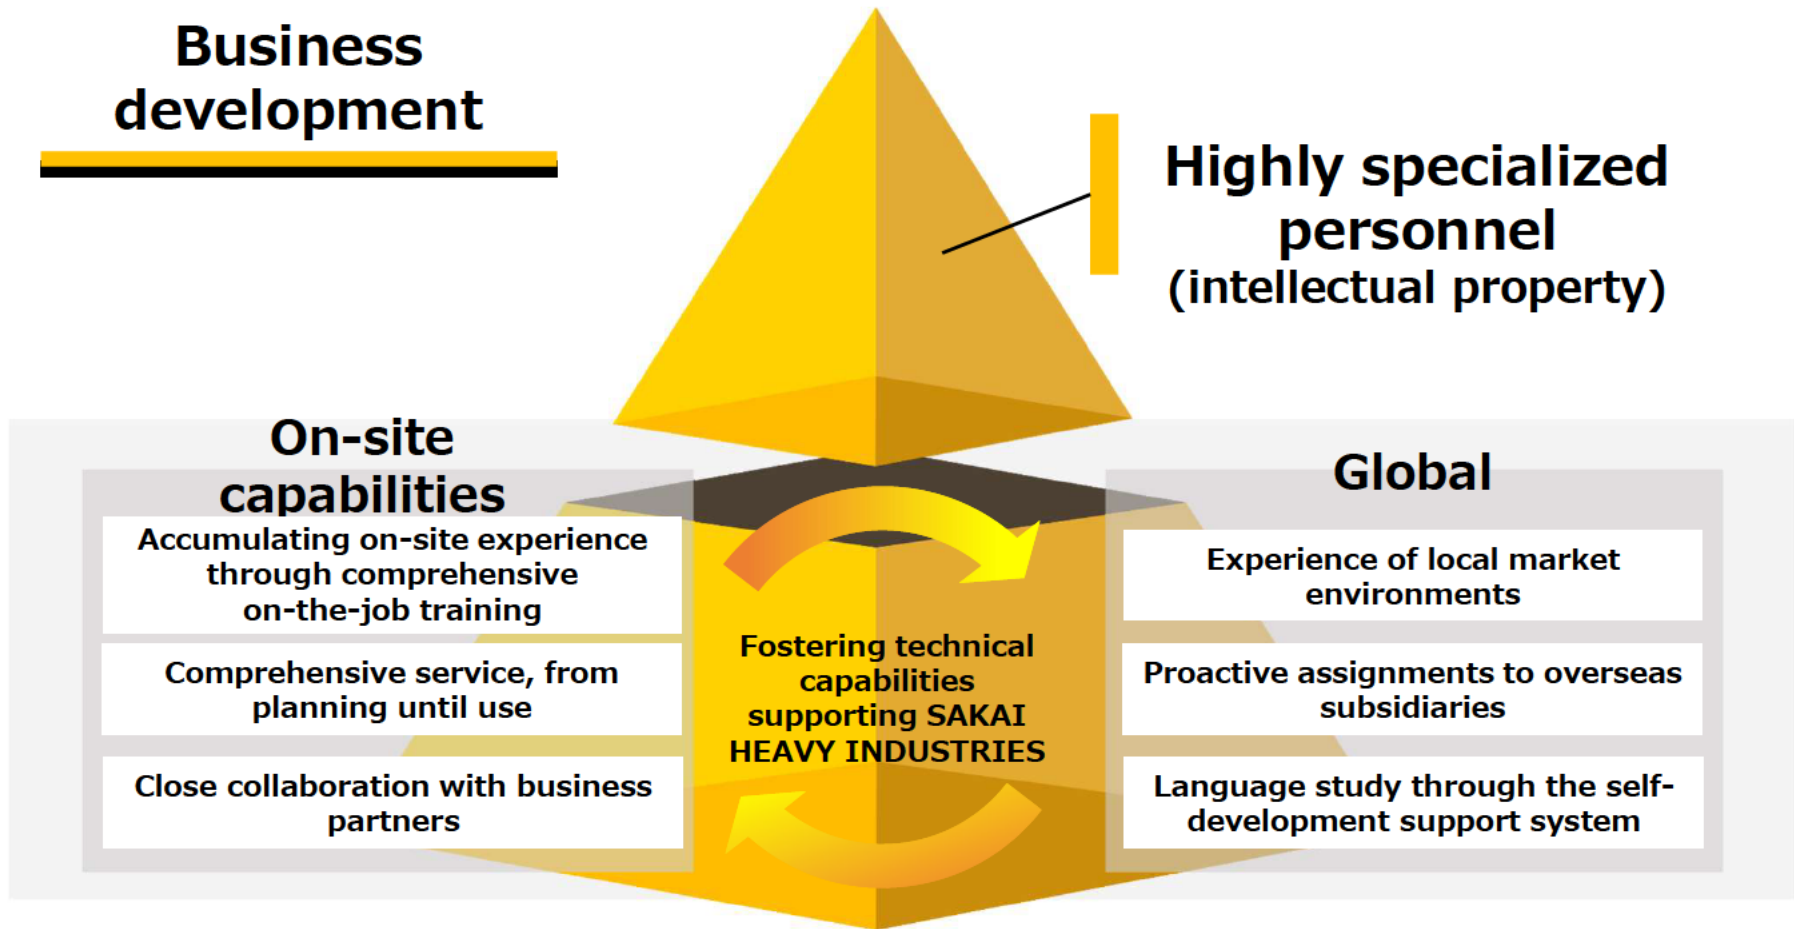 Business
development
Highly specialized
personnel
(intellectual property)
On-site
capabilities
Accumulating on-site experience
through comprehensive
on-the-job training
Comprehensive service, from
planning until use
Close collaboration with business
partners
Fostering technical
capabilities
supporting SAKAI
HEAVY INDUSTRIES
Global
Experience of local market
environments
Proactive assignments to overseas
subsidiaries
Language study through the self-
development support system